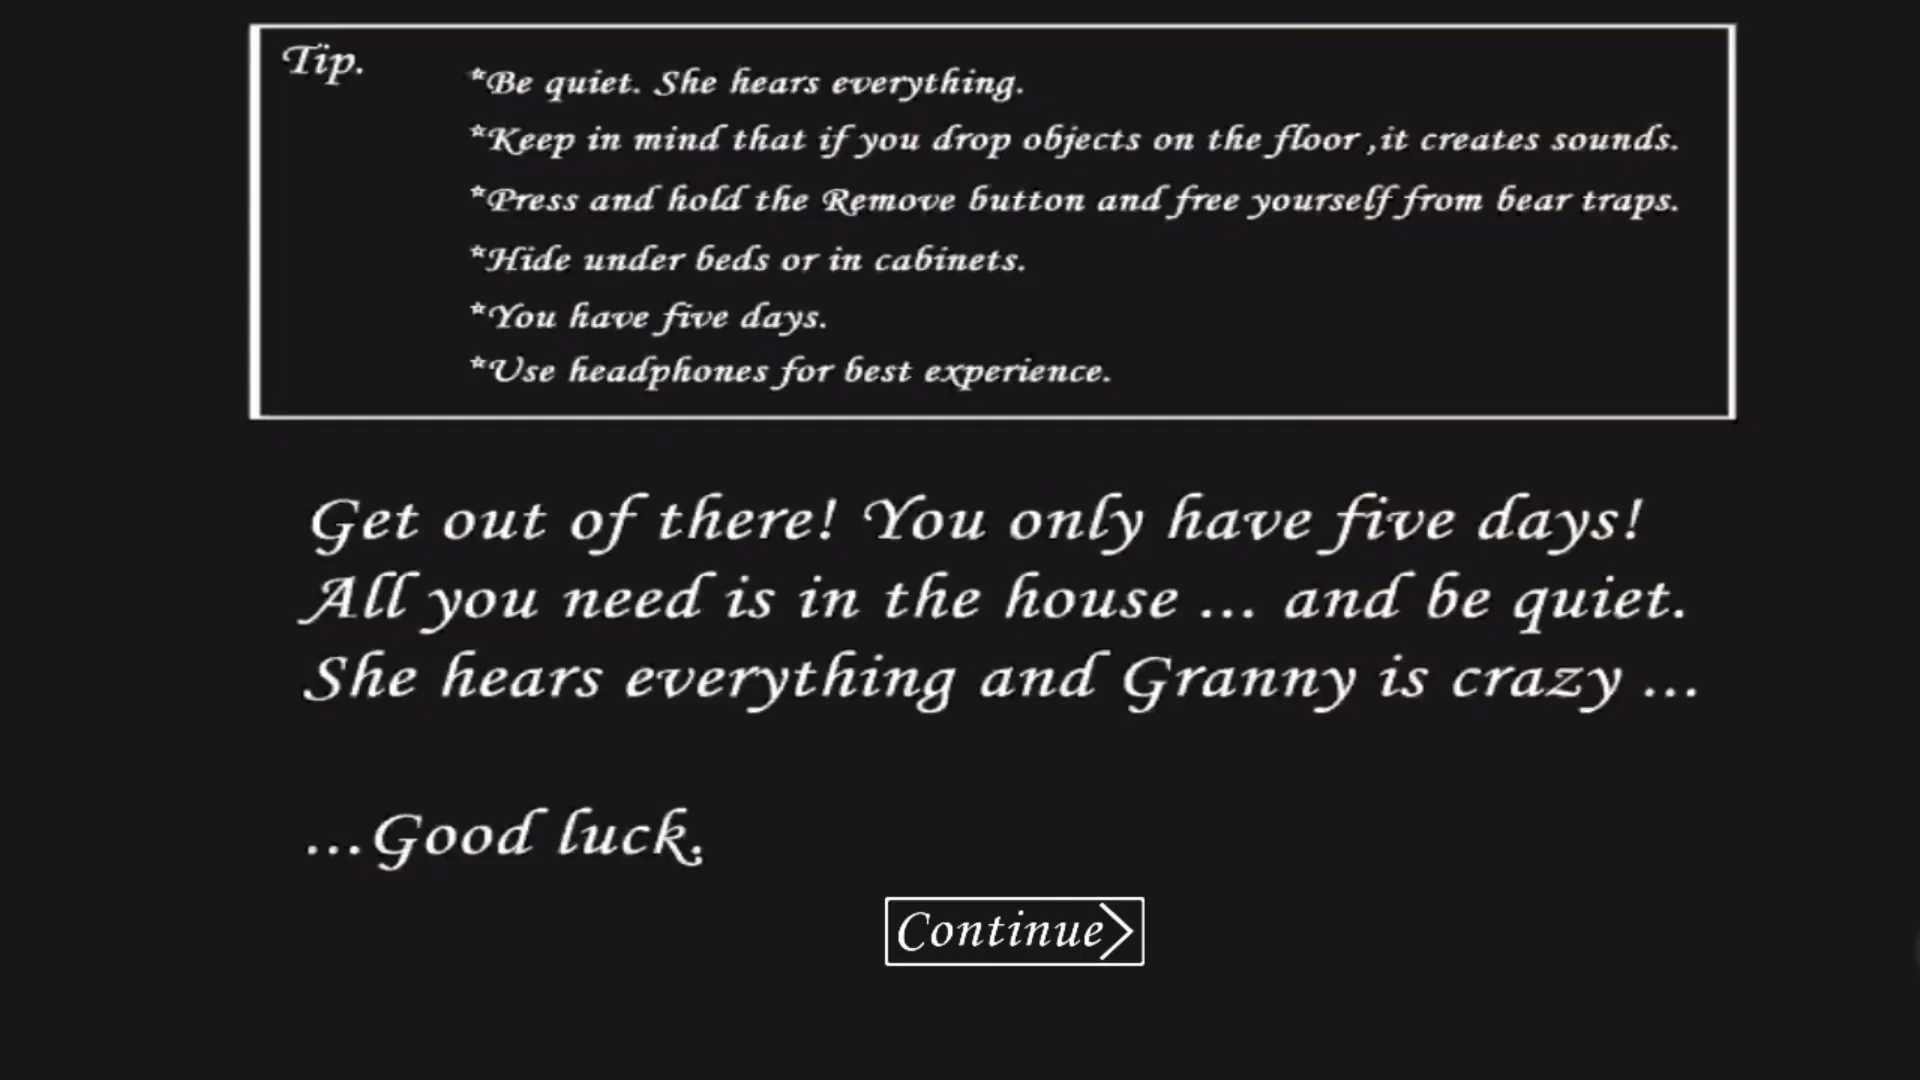 Tip.
*Be quiet. She hears everything.
*Keep in mind that if you drop objects on the floor ,it creates sounds.
*Press and hold the Remove button and free yourself from bear traps.
*Hide under beds or in cabinets.
*You have five days.
*Use headphones for best experience.
Get out of there! You only have five days!
All you need is in the house ... and be quiet.
She hears everything and Granny is crazy ...
...Good luck.
Continue>